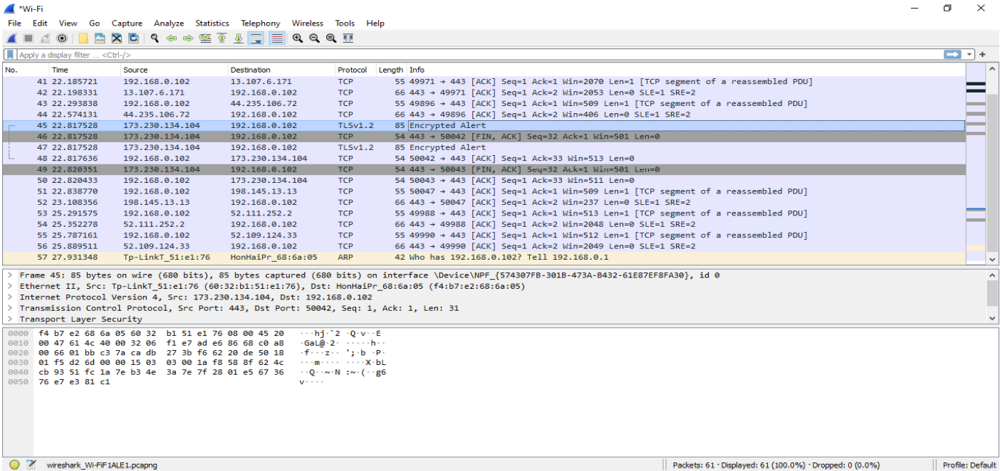 *Wi-Fi
File Edit View Go Capture Analyze Statistics Telephony Wireless Tools Help
Apply a display filter ... <Ctrl-/>
No. Time Source Destination Protocol Length Info
41 22.185721 192.168.0.102 13.107.6.171 TCP 55 49971 → 443 [ACK] Seq=1 Ack=1 Win=2070 Len=1 [TCP segment of a reassembled PDU]
42 22.198331 13.107.6.171 192.168.0.102 TCP 66 443 → 49971 [ACK] Seq=1 Ack=2 Win=2053 Len=0 SLE=1 SRE=2
43 22.293838 192.168.0.102 44.235.106.72 TCP 55 49896 → 443 [ACK] Seq=1 Ack=1 Win=509 Len=1 [TCP segment of a reassembled PDU]
44 22.574131 44.235.106.72 192.168.0.102 TCP 66 443 → 49896 [ACK] Seq=1 Ack=2 Win=406 Len=0 SLE=1 SRE=2
45 22.817528 173.230.134.104 192.168.0.102 TLSv1.2 85 Encrypted Alert
46 22.817528 173.230.134.104 192.168.0.102 TCP 54 443 → 50042 [FIN, ACK] Seq=32 Ack=1 Win=501 Len=0
47 22.817528 173.230.134.104 192.168.0.102 TLSv1.2 85 Encrypted Alert
48 22.817636 192.168.0.102 173.230.134.104 TCP 54 50042 → 443 [ACK] Seq=1 Ack=33 Win=513 Len=0
49 22.820351 173.230.134.104 192.168.0.102 TCP 54 443 → 50043 [FIN, ACK] Seq=32 Ack=1 Win=501 Len=0
50 22.820433 192.168.0.102 173.230.134.104 TCP 54 50043 → 443 [ACK] Seq=1 Ack=33 Win=511 Len=0
51 22.838770 192.168.0.102 198.145.13.13 TCP 55 50047 → 443 [ACK] Seq=1 Ack=1 Win=509 Len=1 [TCP segment of a reassembled PDU]
52 23.108356 198.145.13.13 192.168.0.102 TCP 66 443 → 50047 [ACK] Seq=1 Ack=2 Win=237 Len=0 SLE=1 SRE=2
53 25.291575 192.168.0.102 52.111.252.2 TCP 55 49988 → 443 [ACK] Seq=1 Ack=1 Win=513 Len=1 [TCP segment of a reassembled PDU]
54 25.352278 52.111.252.2 192.168.0.102 TCP 66 443 → 49988 [ACK] Seq=1 Ack=2 Win=2048 Len=0 SLE=1 SRE=2
55 25.787161 192.168.0.102 52.109.124.33 TCP 55 49990 → 443 [ACK] Seq=1 Ack=1 Win=512 Len=1 [TCP segment of a reassembled PDU]
56 25.889511 52.109.124.33 192.168.0.102 TCP 66 443 → 49990 [ACK] Seq=1 Ack=2 Win=2049 Len=0 SLE=1 SRE=2
57 27.931348 Tp-LinkT_51:e1:76 HonHaiPr_68:6a:05 ARP 42 Who has 192.168.0.102? Tell 192.168.0.1
> Frame 45: 85 bytes on wire (680 bits), 85 bytes captured (680 bits) on interface \Device\NPF_{574307FB-301B-473A-B432-61E87EF8FA30}, id 0
> Ethernet II, Src: Tp-LinkT_51:e1:76 (60:32:b1:51:e1:76), Dst: HonHaiPr_68:6a:05 (f4:b7:e2:68:6a:05)
> Internet Protocol Version 4, Src: 173.230.134.104, Dst: 192.168.0.102
> Transmission Control Protocol, Src Port: 443, Dst Port: 50042, Seq: 1, Ack: 1, Len: 31
> Transport Layer Security
0000 f4 b7 e2 68 6a 05 60 32 b1 51 e1 76 08 00 45 20 ···hj·`2 ·Q·v··E
0010 00 47 61 4c 40 00 32 06 f1 e7 ad e6 86 68 c0 a8 ·GaL@·2· ·····h··
0020 00 66 01 bb c3 7a ca db 27 3b f6 62 20 de 50 18 ·f···z·· ';·b ·P·
0030 01 f5 d2 6d 00 00 15 03 03 00 1a f8 58 8f 62 4c ···m···· ····X·bL
0040 cb 93 51 fc 1a 7e b3 4e 3a 7e 7f 28 01 e5 67 36 ··Q··~·N :~·(··g6
0050 76 e7 e3 81 c1 v····
wireshark_Wi-FiF1ALE1.pcapng Packets: 61 · Displayed: 61 (100.0%) · Dropped: 0 (0.0%) Profile: Default